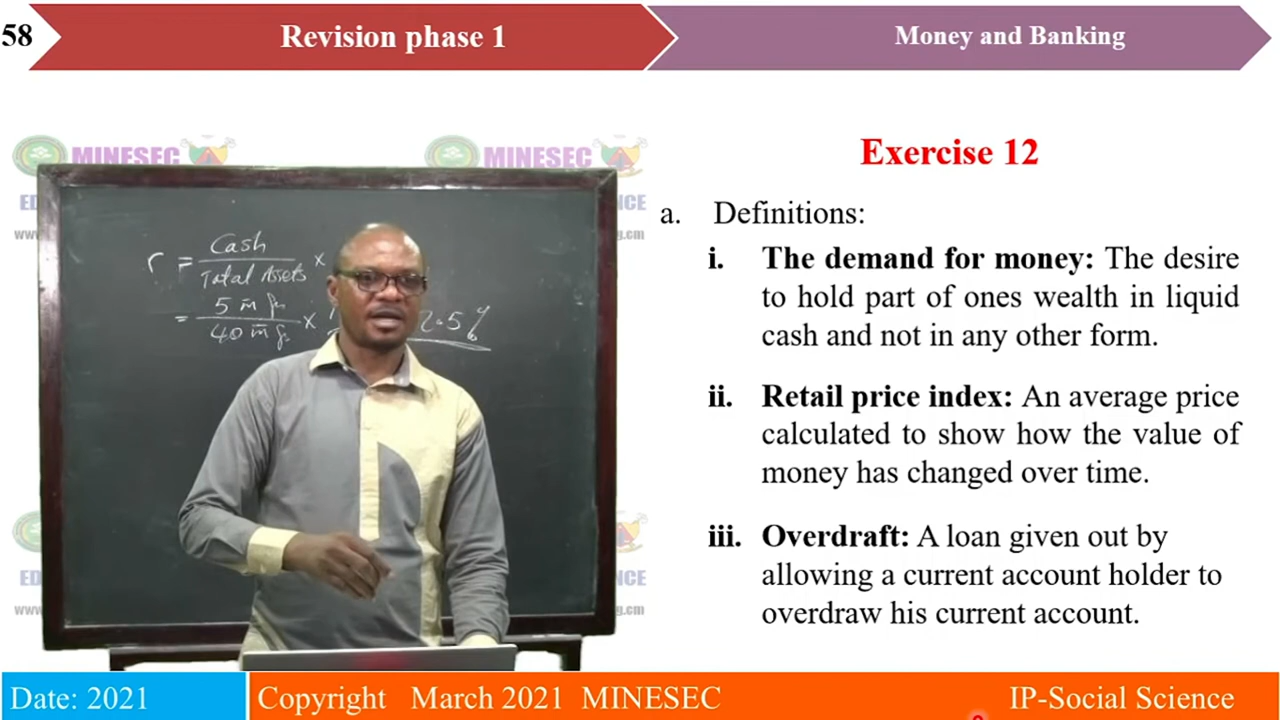 58
Revision phase 1
Money and Banking
MINESEC
MINESEC
Exercise 12
a. Definitions:
i. The demand for money: The desire
to hold part of ones wealth in liquid
cash and not in any other form.
ii. Retail price index: An average price
calculated to show how the value of
money has changed over time.
iii. Overdraft: A loan given out by
allowing a current account holder to
overdraw his current account.
r = Cash
Total Assets ×
= 5
40 × 2.5%
Date: 2021
Copyright March 2021 MINESEC
IP-Social Science